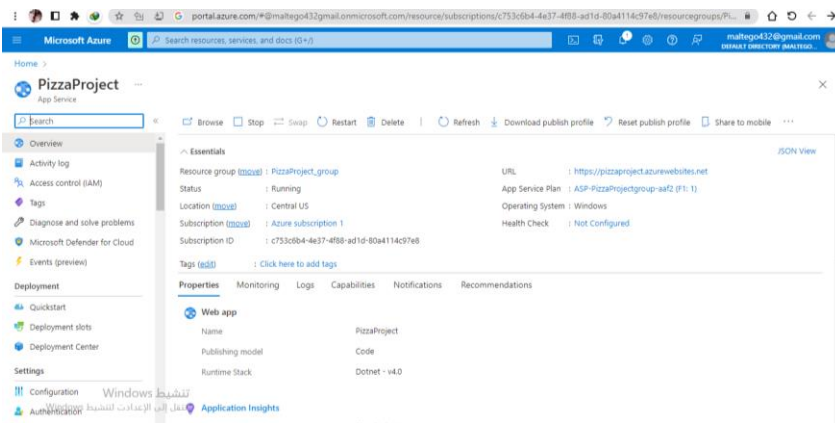 portal.azure.com/#@maltego432gmail.onmicrosoft.com/resource/subscriptions/c753c6b4-4e37-4f88-ad1d-80a4114c97e8/resourcegroups/Pi...
Microsoft Azure
Search resources, services, and docs (G+/)
maltego432@gmail.com
DEFAULT DIRECTORY (MALTEGO...
Home >
PizzaProject ...
App Service
Search
Browse Stop Swap Restart Delete Refresh Download publish profile Reset publish profile Share to mobile ...
Overview
Activity log
Access control (IAM)
Tags
Diagnose and solve problems
Microsoft Defender for Cloud
Events (preview)
Deployment
Quickstart
Deployment slots
Deployment Center
Settings
Configuration
Authentication
Essentials
JSON View
Resource group (move) : PizzaProject_group
Status : Running
Location (move) : Central US
Subscription (move) : Azure subscription 1
Subscription ID : c753c6b4-4e37-4f88-ad1d-80a4114c97e8
Tags (edit) : Click here to add tags
URL : https://pizzaproject.azurewebsites.net
App Service Plan : ASP-PizzaProjectgroup-aaf2 (F1: 1)
Operating System : Windows
Health Check : Not Configured
Properties Monitoring Logs Capabilities Notifications Recommendations
Web app
Name PizzaProject
Publishing model Code
Runtime Stack Dotnet - v4.0
Application Insights
تنشيط Windows
انتقل إلى الإعدادات لتنشيط Windows